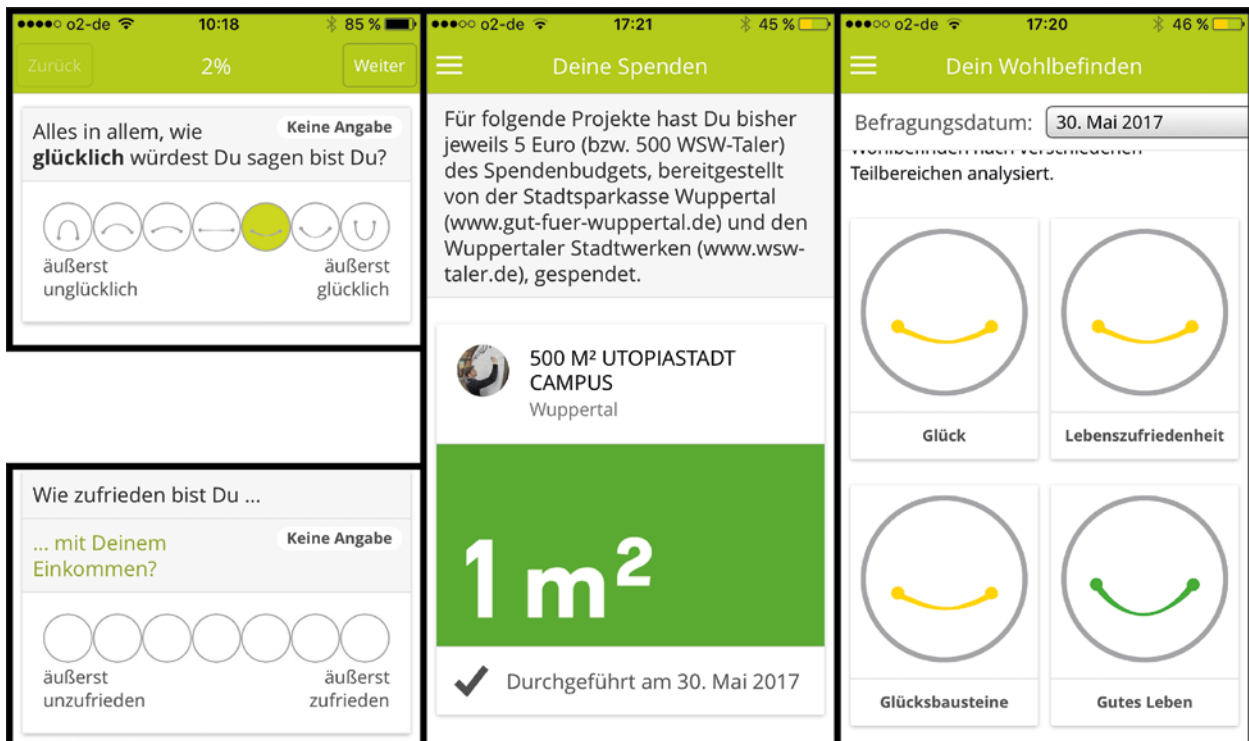 o2-de 10:18 85 %
Zurück 2% Weiter
Alles in allem, wie Keine Angabe
glücklich würdest Du sagen bist Du?
äußerst äußerst
unglücklich glücklich
Wie zufrieden bist Du ...
... mit Deinem Keine Angabe
Einkommen?
äußerst äußerst
unzufrieden zufrieden
o2-de 17:21 45 %
Deine Spenden
Für folgende Projekte hast Du bisher
jeweils 5 Euro (bzw. 500 WSW-Taler)
des Spendenbudgets, bereitgestellt
von der Stadtsparkasse Wuppertal
(www.gut-fuer-wuppertal.de) und den
Wuppertaler Stadtwerken (www.wsw-
taler.de), gespendet.
500 M² UTOPIASTADT
CAMPUS
Wuppertal
1 m²
Durchgeführt am 30. Mai 2017
o2-de 17:20 46 %
Dein Wohlbefinden
Befragungsdatum: 30. Mai 2017
Wohlbefinden nach verschiedenen
Teilbereichen analysiert.
Glück Lebenszufriedenheit
Glücksbausteine Gutes Leben